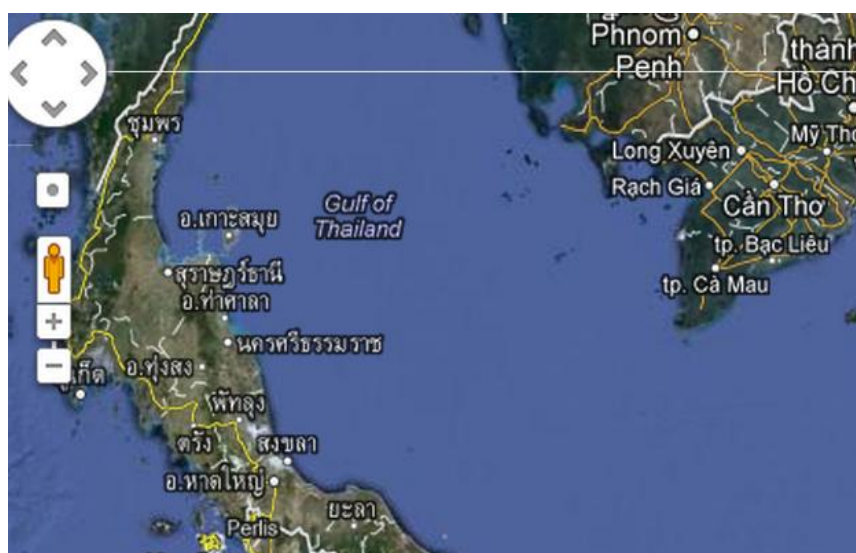 Phnom
Penh
thành
Hồ Ch
ชุมพร
Mỹ Tho
Long Xuyên
Rạch Giá
Cần Thơ
Gulf of
Thailand
อ.เกาะสมุย
tp. Bạc Liêu
สุราษฎร์ธานี
tp. Cà Mau
อ.ท่าศาลา
นครศรีธรรมราช
อ.ทุ่งสง
ภูเก็ต
พัทลุง
ตรัง
สงขลา
อ.หาดใหญ่
ยะลา
Perlis